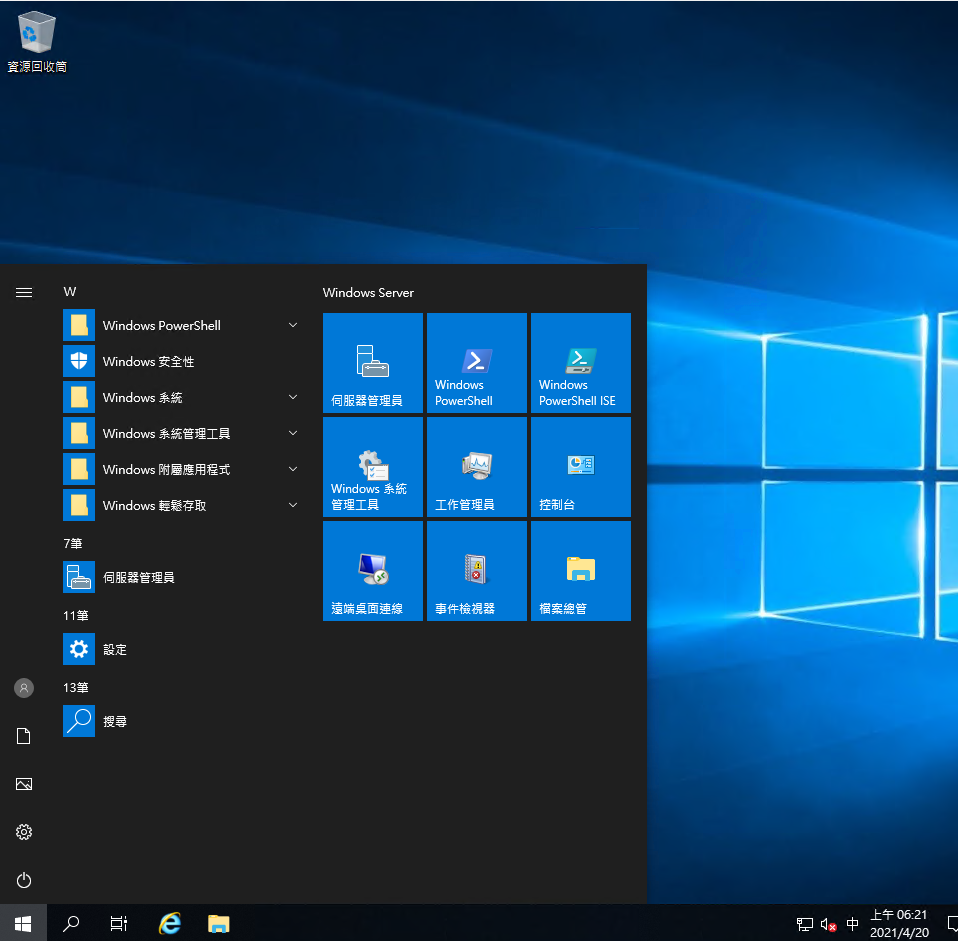 資源回收筒
W
Windows PowerShell
Windows 安全性
Windows 系統
Windows 系統管理工具
Windows 附屬應用程式
Windows 輕鬆存取
7筆
伺服器管理員
11筆
設定
13筆
搜尋
Windows Server
伺服器管理員
Windows
PowerShell
Windows
PowerShell ISE
Windows 系統
管理工具
工作管理員
控制台
遠端桌面連線
事件檢視器
檔案總管
中
上午 06:21
2021/4/20